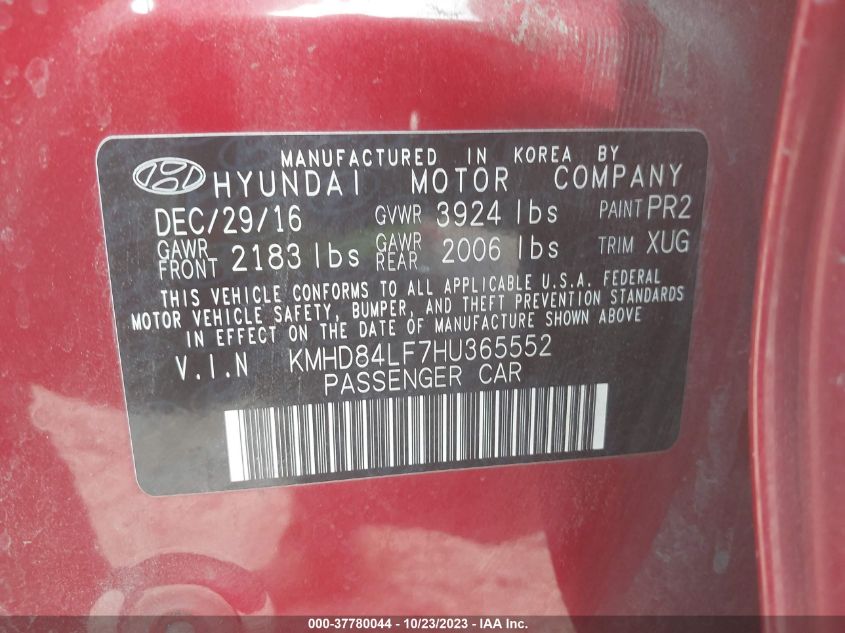 MANUFACTURED IN KOREA BY
HYUNDAI MOTOR COMPANY
DEC/29/16 GVWR 3924 lbs PAINT PR2
GAWR FRONT 2183 lbs GAWR REAR 2006 lbs TRIM XUG
THIS VEHICLE CONFORMS TO ALL APPLICABLE U.S.A. FEDERAL
MOTOR VEHICLE SAFETY, BUMPER, AND THEFT PREVENTION STANDARDS
IN EFFECT ON THE DATE OF MANUFACTURE SHOWN ABOVE
V.I.N KMHD84LF7HU365552
PASSENGER CAR
000-37780044 - 10/23/2023 - IAA Inc.